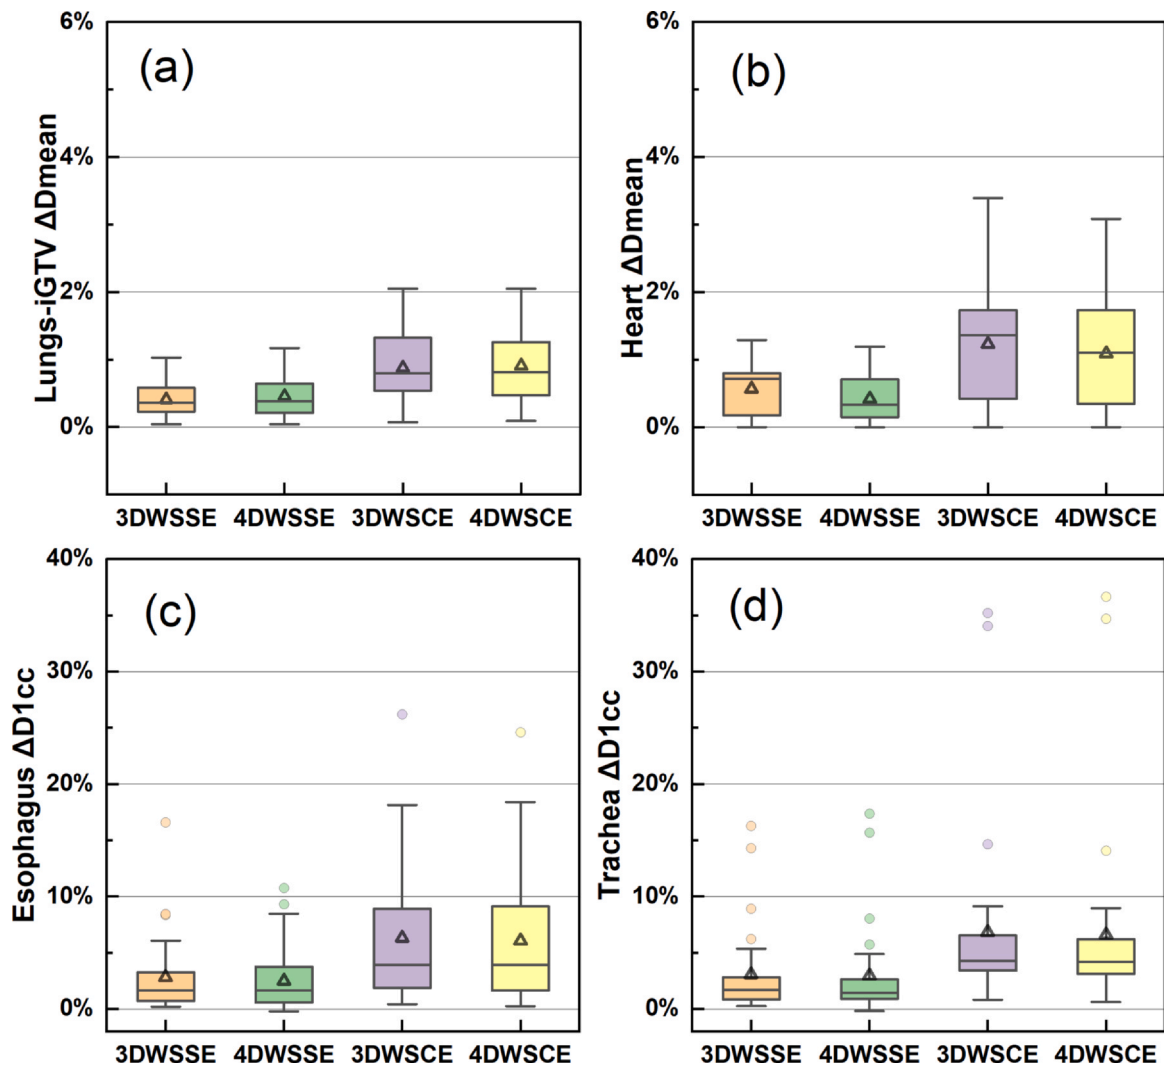 (a)
Lungs-iGTV ΔDmean
6%
4%
2%
0%
3DWSSE 4DWSSE 3DWSCE 4DWSCE
(b)
Heart ΔDmean
6%
4%
2%
0%
3DWSSE 4DWSSE 3DWSCE 4DWSCE
(c)
Esophagus ΔD1cc
40%
30%
20%
10%
0%
3DWSSE 4DWSSE 3DWSCE 4DWSCE
(d)
Trachea ΔD1cc
40%
30%
20%
10%
0%
3DWSSE 4DWSSE 3DWSCE 4DWSCE